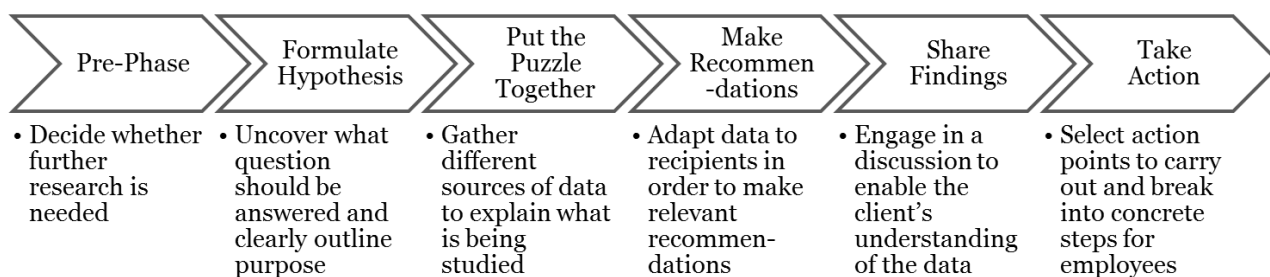 Pre-Phase
Formulate
Hypothesis
Put the
Puzzle
Together
Make
Recommen
-dations
Share
Findings
Take
Action
• Decide whether
further
research is
needed
• Uncover what
question
should be
answered and
clearly outline
purpose
• Gather
different
sources of data
to explain what
is being
studied
• Adapt data to
recipients in
order to make
relevant
recommen-
dations
• Engage in a
discussion to
enable the
client’s
understanding
of the data
• Select action
points to carry
out and break
into concrete
steps for
employees